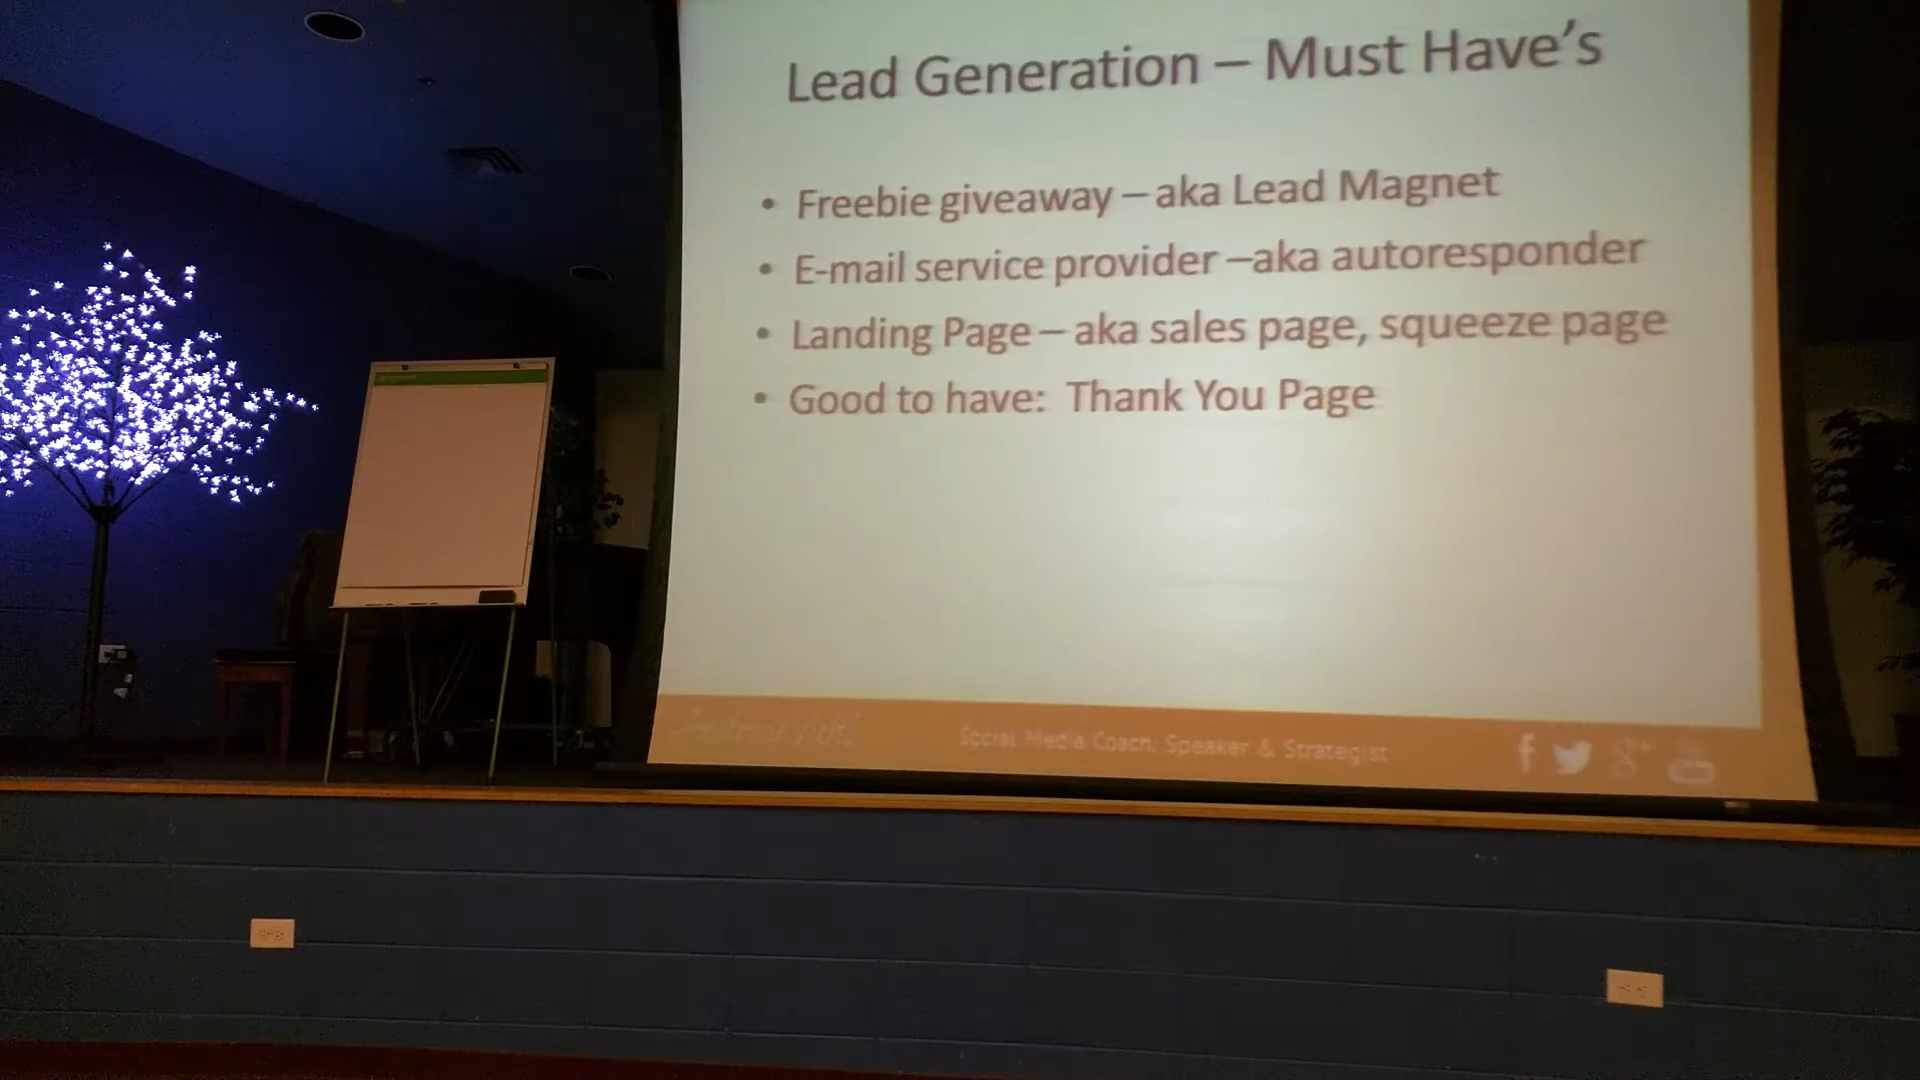 Lead Generation – Must Have's
• Freebie giveaway – aka Lead Magnet
• E-mail service provider –aka autoresponder
• Landing Page – aka sales page, squeeze page
• Good to have: Thank You Page
Social Media Coach, Speaker & Strategist